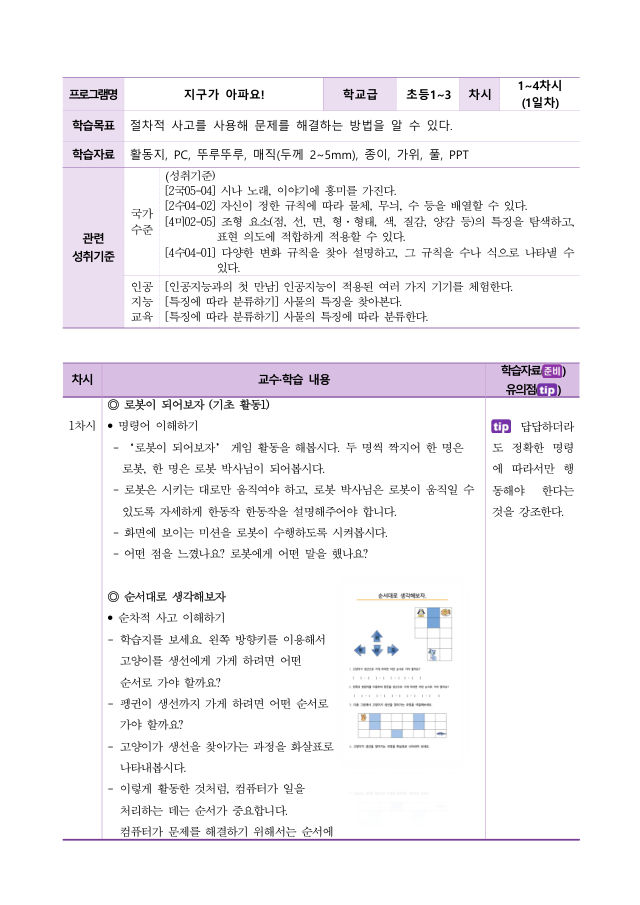 프로그램명 지구가 아파요! 학교급 초등1~3 차시 1~4차시
(1일차)
학습목표 절차적 사고를 사용해 문제를 해결하는 방법을 알 수 있다.
학습자료 활동지, PC, 뚜루뚜루, 매직(두께 2~5mm), 종이, 가위, 풀, PPT
관련
성취기준
국가
수준
(성취기준)
[2국05-04] 시나 노래, 이야기에 흥미를 가진다.
[2수04-02] 자신이 정한 규칙에 따라 물체, 무늬, 수 등을 배열할 수 있다.
[4미02-05] 조형 요소(점, 선, 면, 형·형태, 색, 질감, 양감 등)의 특징을 탐색하고,
표현 의도에 적합하게 적용할 수 있다.
[4수04-01] 다양한 변화 규칙을 찾아 설명하고, 그 규칙을 수나 식으로 나타낼 수
있다.
인공
지능
교육
[인공지능과의 첫 만남] 인공지능이 적용된 여러 가지 기기를 체험한다.
[특징에 따라 분류하기] 사물의 특징을 찾아본다.
[특징에 따라 분류하기] 사물의 특징에 따라 분류한다.
차시 교수·학습 내용 학습자료(준비)
유의점(tip)
1차시
◎ 로봇이 되어보자 (기초 활동1)
● 명령어 이해하기
- ‘로봇이 되어보자’ 게임 활동을 해봅시다. 두 명씩 짝지어 한 명은
로봇, 한 명은 로봇 박사님이 되어봅시다.
- 로봇은 시키는 대로만 움직여야 하고, 로봇 박사님은 로봇이 움직일 수
있도록 자세하게 한동작 한동작을 설명해주어야 합니다.
- 화면에 보이는 미션을 로봇이 수행하도록 시켜봅시다.
- 어떤 점을 느꼈나요? 로봇에게 어떤 말을 했나요?
tip 답답하더라
도 정확한 명령
에 따라서만 행
동해야 한다는
것을 강조한다.
◎ 순서대로 생각해보자
● 순차적 사고 이해하기
- 학습지를 보세요. 왼쪽 방향키를 이용해서
고양이를 생선에게 가게 하려면 어떤
순서로 가야 할까요?
- 펭귄이 생선까지 가게 하려면 어떤 순서로
가야 할까요?
- 고양이가 생선을 찾아가는 과정을 화살표로
나타내봅시다.
- 이렇게 활동한 것처럼, 컴퓨터가 일을
처리하는 데는 순서가 중요합니다.
컴퓨터가 문제를 해결하기 위해서는 순서에
순서대로 생각해보자.